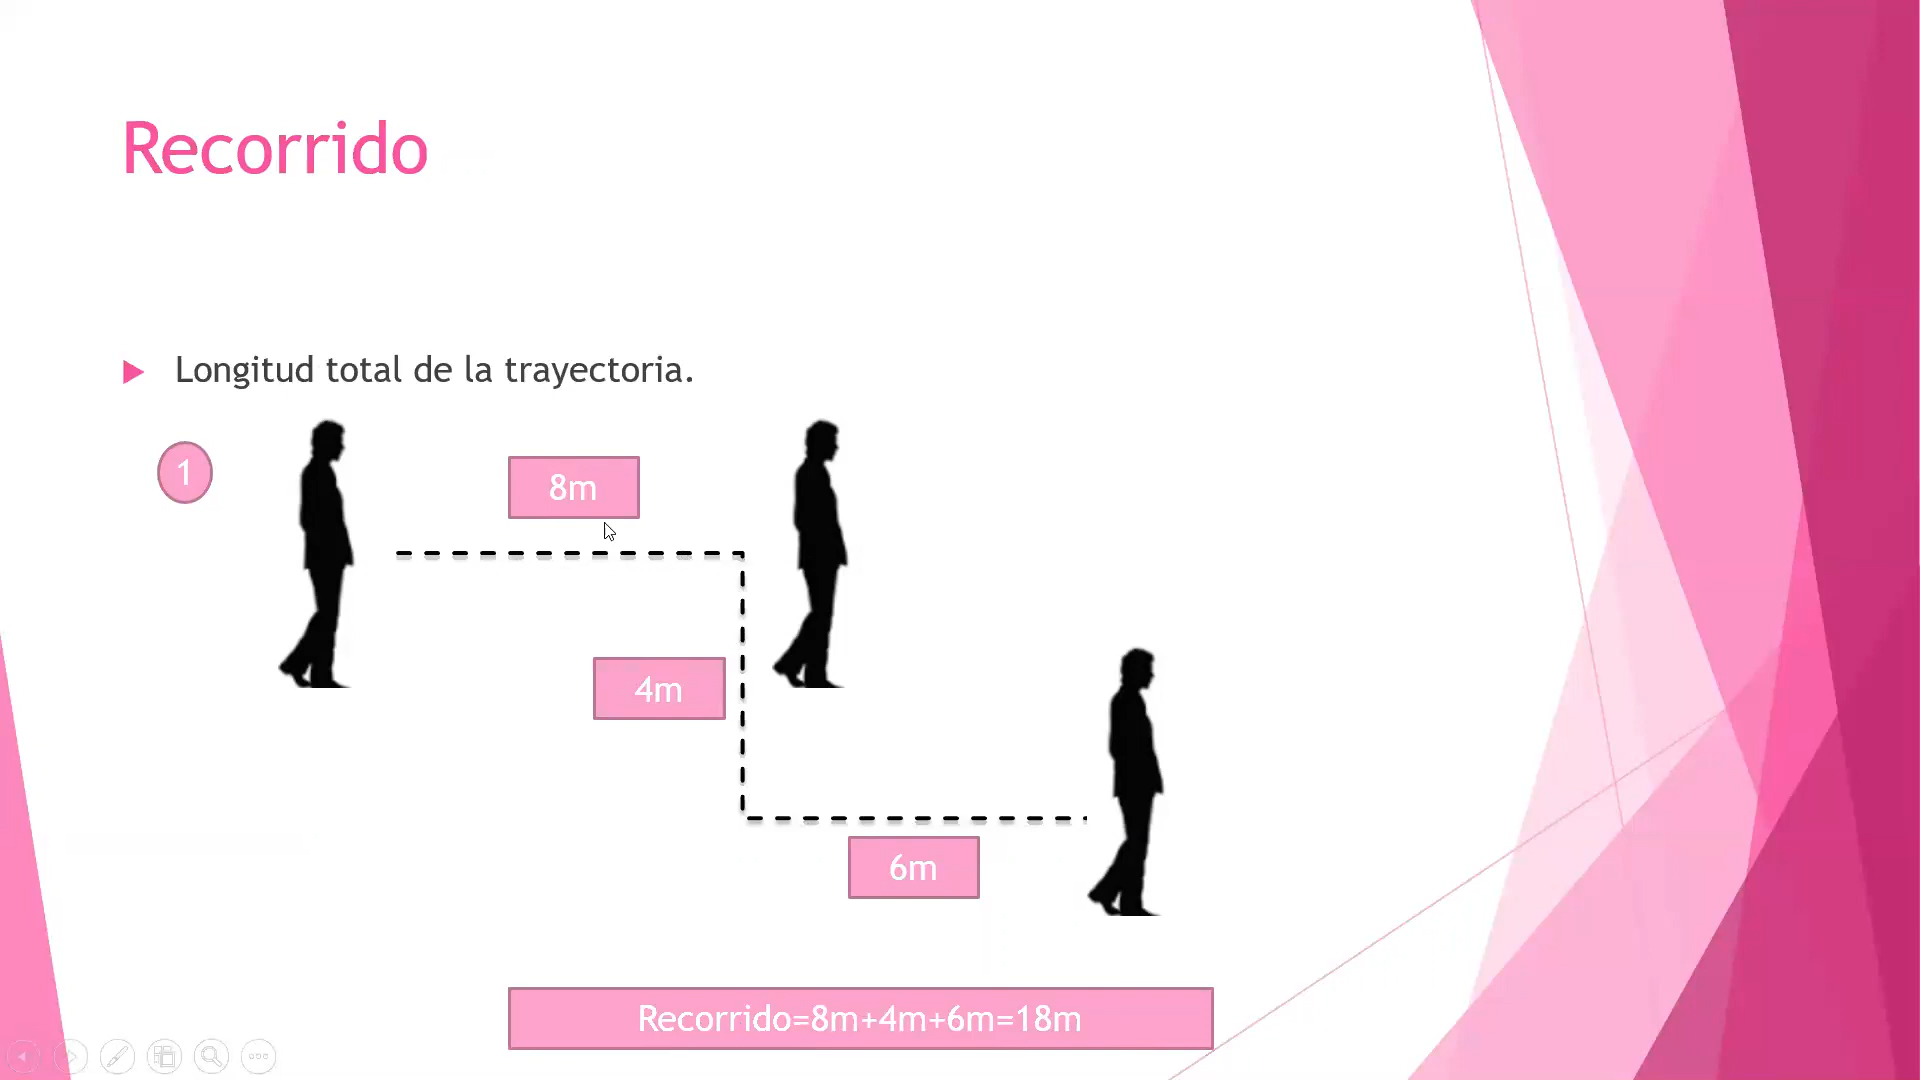 Recorrido
Longitud total de la trayectoria.
1
8m
4m
6m
Recorrido=8m+4m+6m=18m